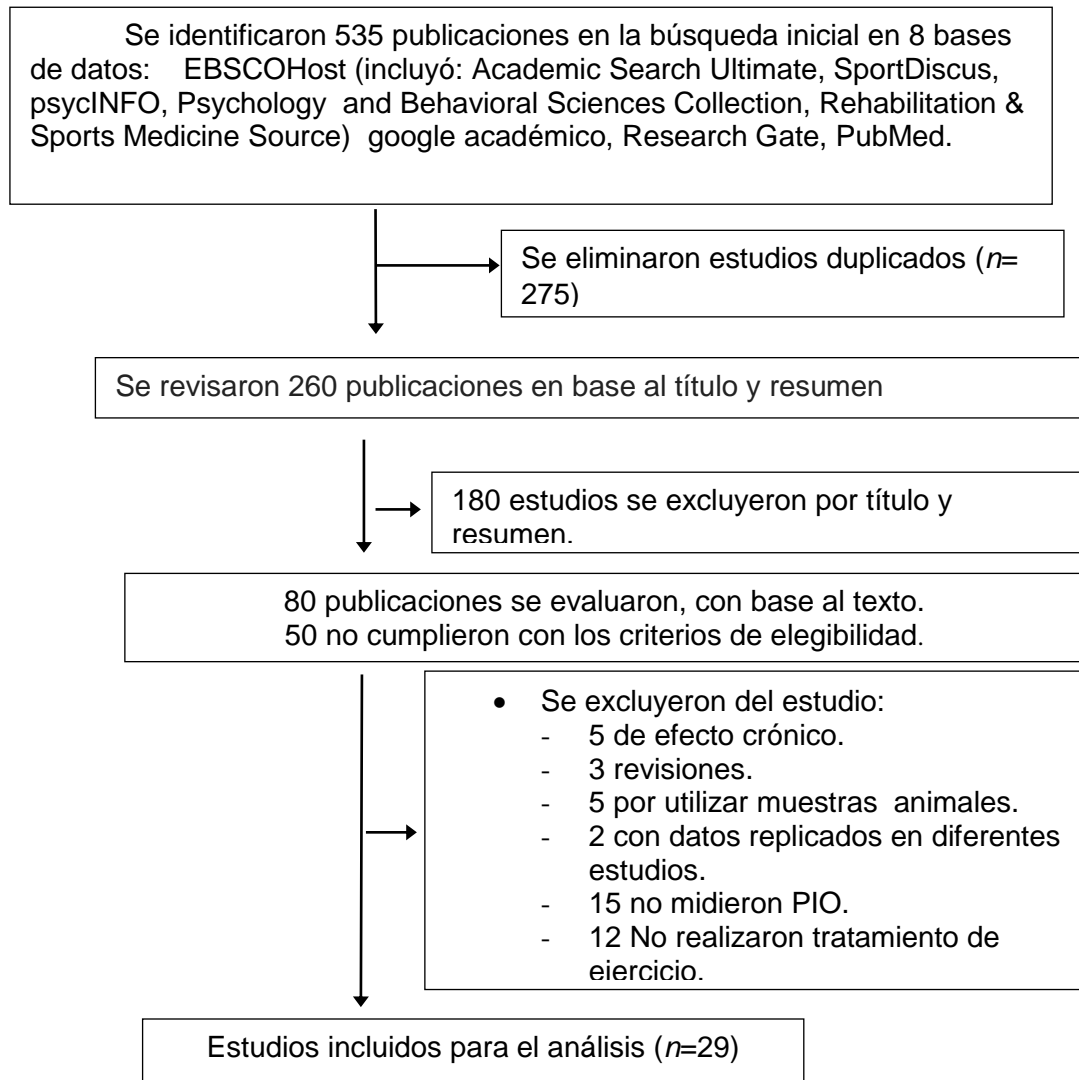 Se identificaron 535 publicaciones en la búsqueda inicial en 8 bases
de datos: EBSCOHost (incluyó: Academic Search Ultimate, SportDiscus,
psycINFO, Psychology and Behavioral Sciences Collection, Rehabilitation &
Sports Medicine Source) google académico, Research Gate, PubMed.
Se eliminaron estudios duplicados (n=
275)
Se revisaron 260 publicaciones en base al título y resumen
180 estudios se excluyeron por título y
resumen.
80 publicaciones se evaluaron, con base al texto.
50 no cumplieron con los criterios de elegibilidad.
• Se excluyeron del estudio:
- 5 de efecto crónico.
- 3 revisiones.
- 5 por utilizar muestras animales.
- 2 con datos replicados en diferentes
estudios.
- 15 no midieron PIO.
- 12 No realizaron tratamiento de
ejercicio.
Estudios incluidos para el análisis (n=29)